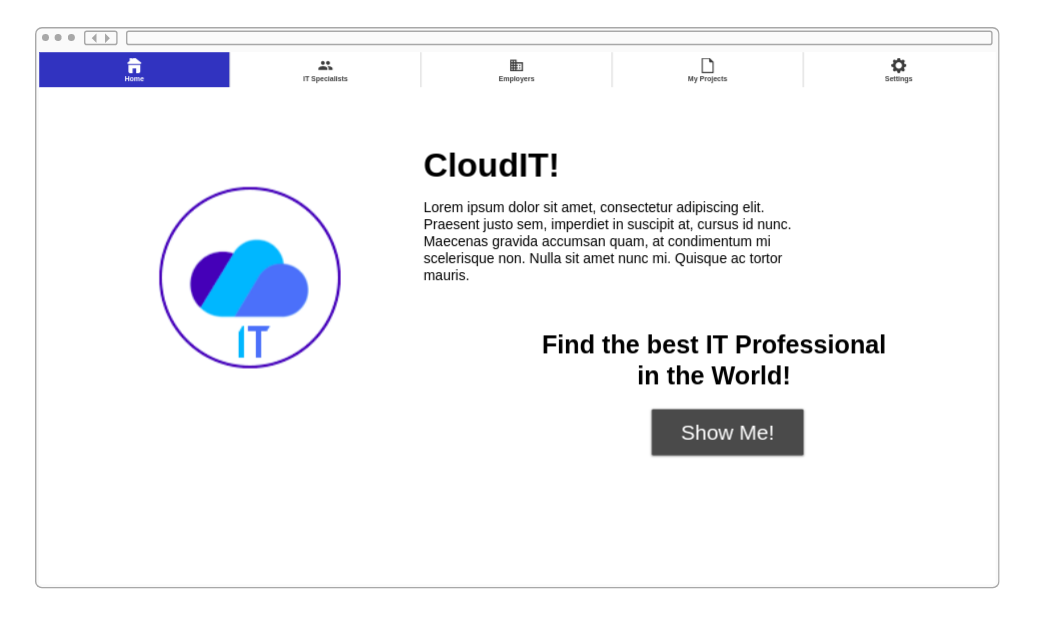 Home
IT Specialists
Employers
My Projects
Settings
CloudIT!
Lorem ipsum dolor sit amet, consectetur adipiscing elit.
Praesent justo sem, imperdiet in suscipit at, cursus id nunc.
Maecenas gravida accumsan quam, at condimentum mi
scelerisque non. Nulla sit amet nunc mi. Quisque ac tortor
mauris.
IT
Find the best IT Professional
in the World!
Show Me!